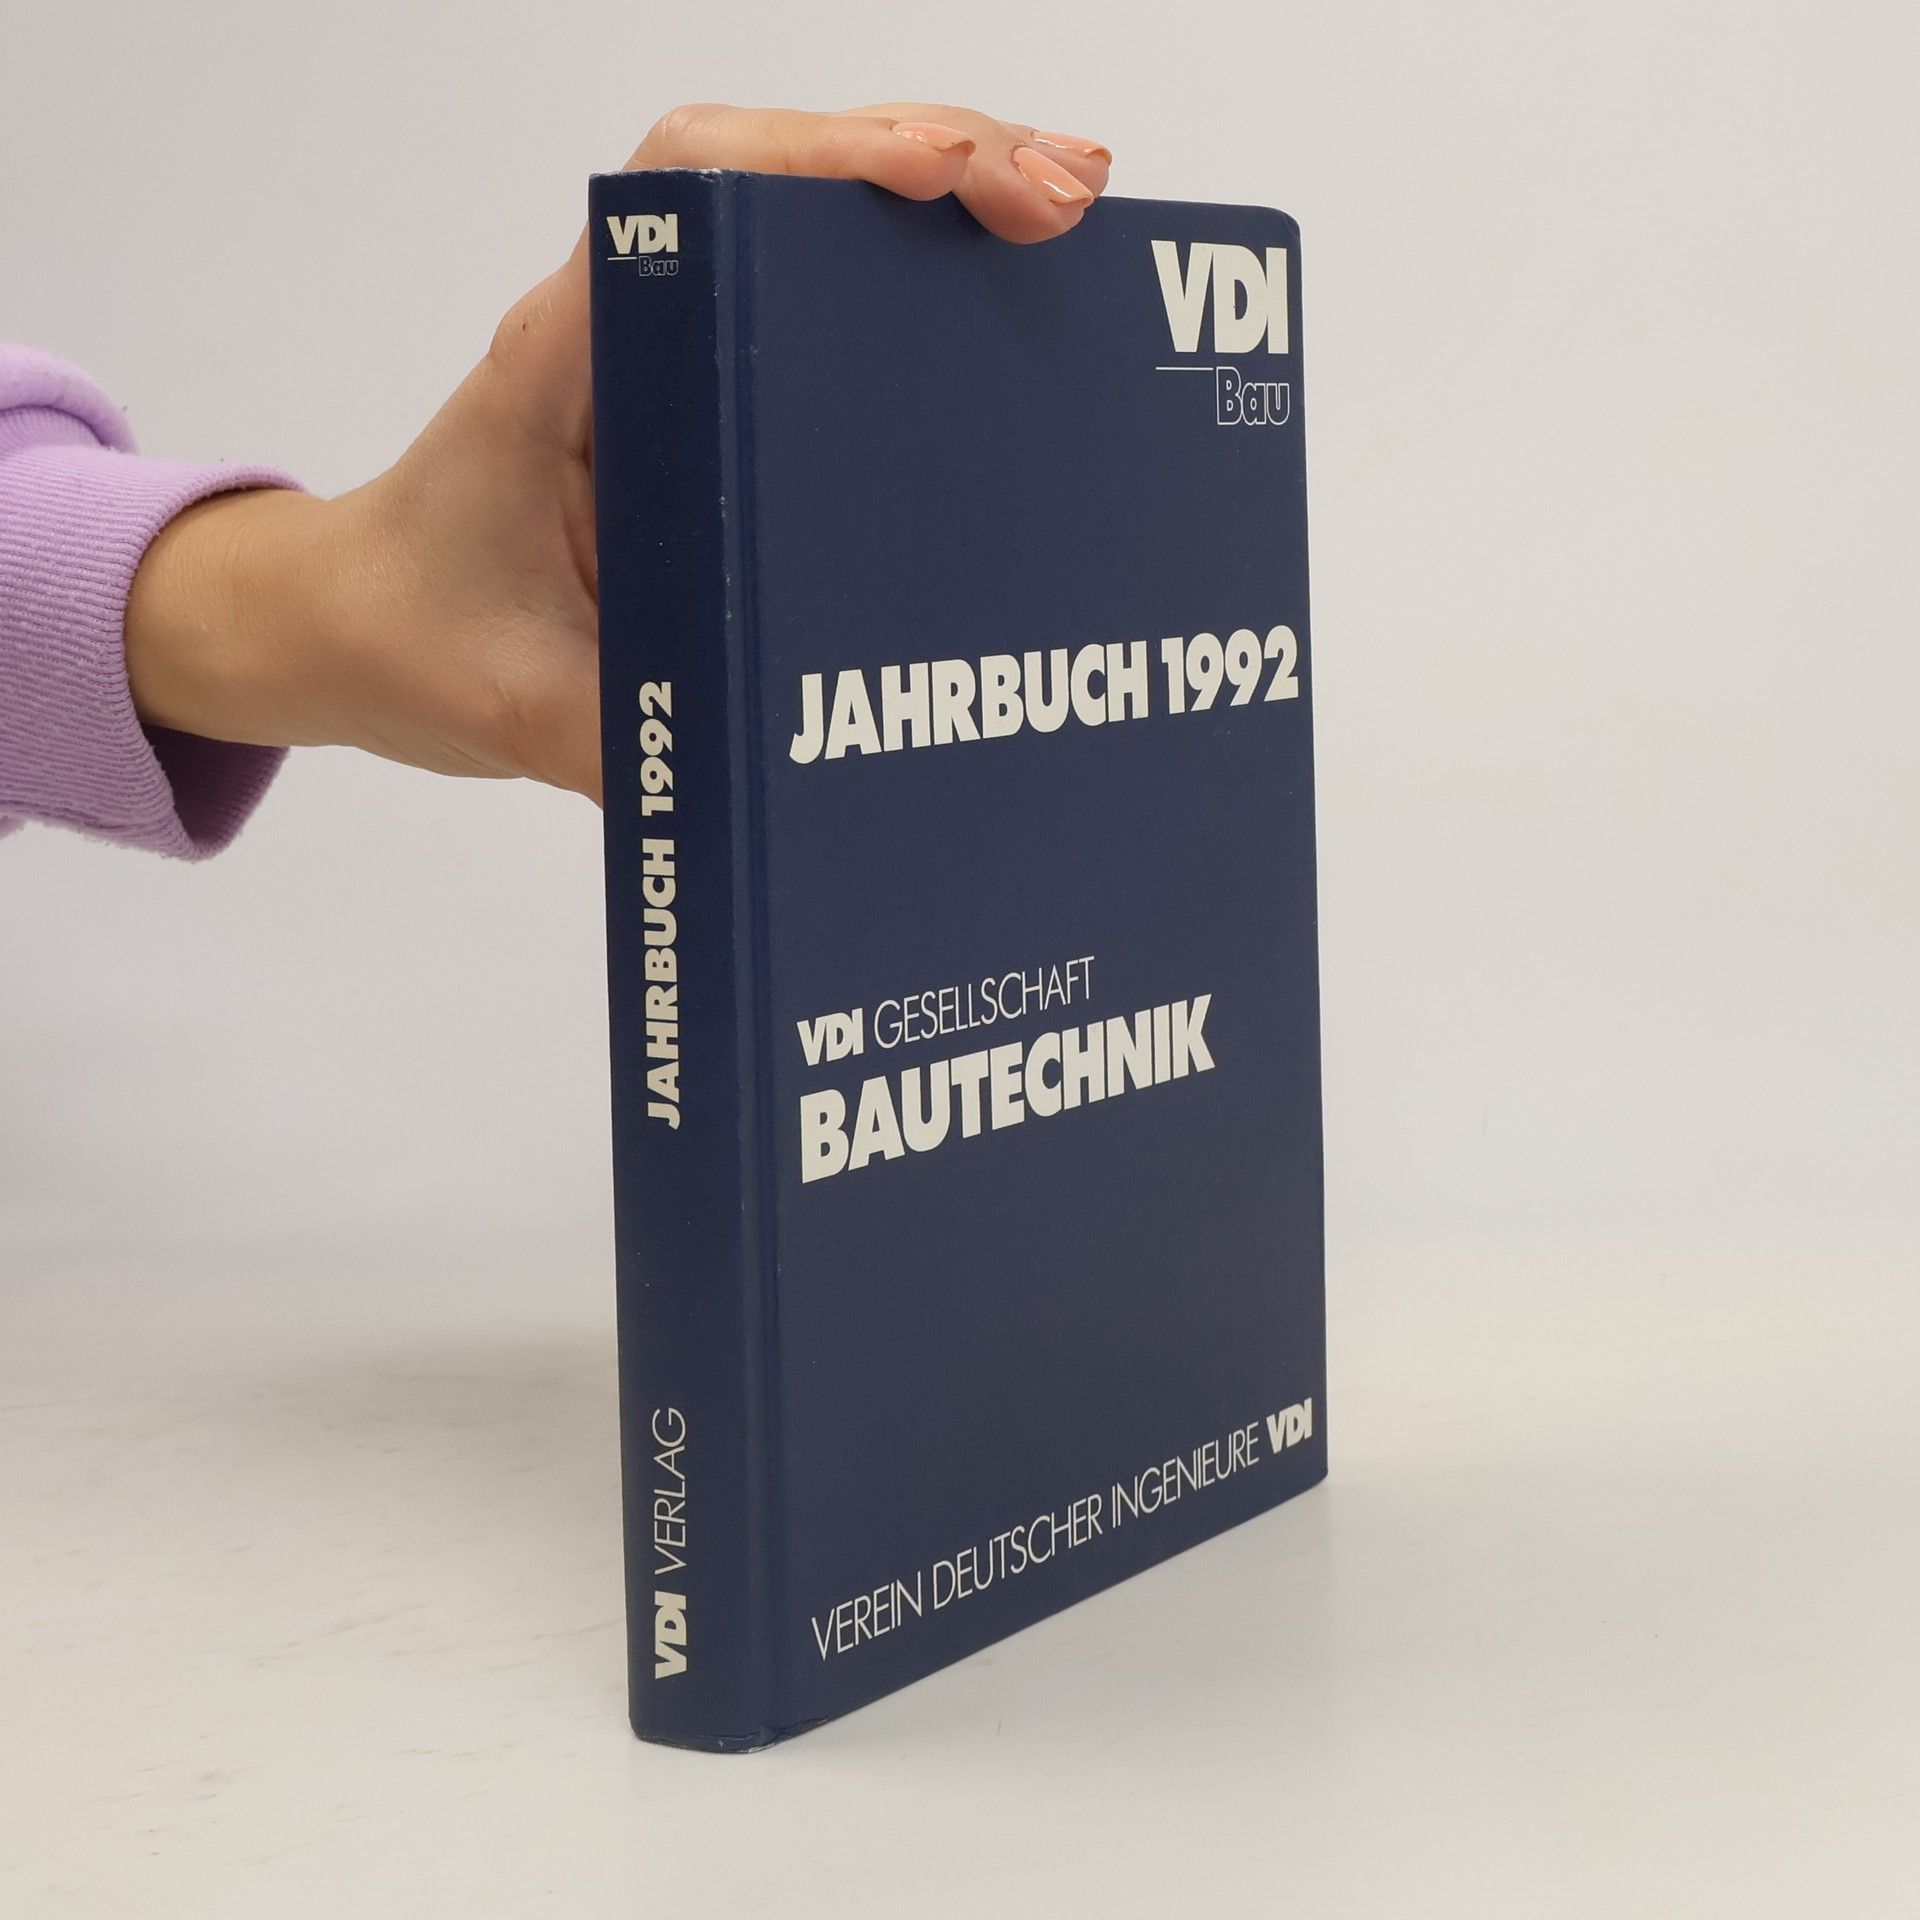 VDI
Bau
JAHRBUCH 1992
VDI VERLAG
VDI
Bau
JAHRBUCH 1992
VDI GESELLSCHAFT
BAUTECHNIK
VEREIN DEUTSCHER INGENIEURE VDI